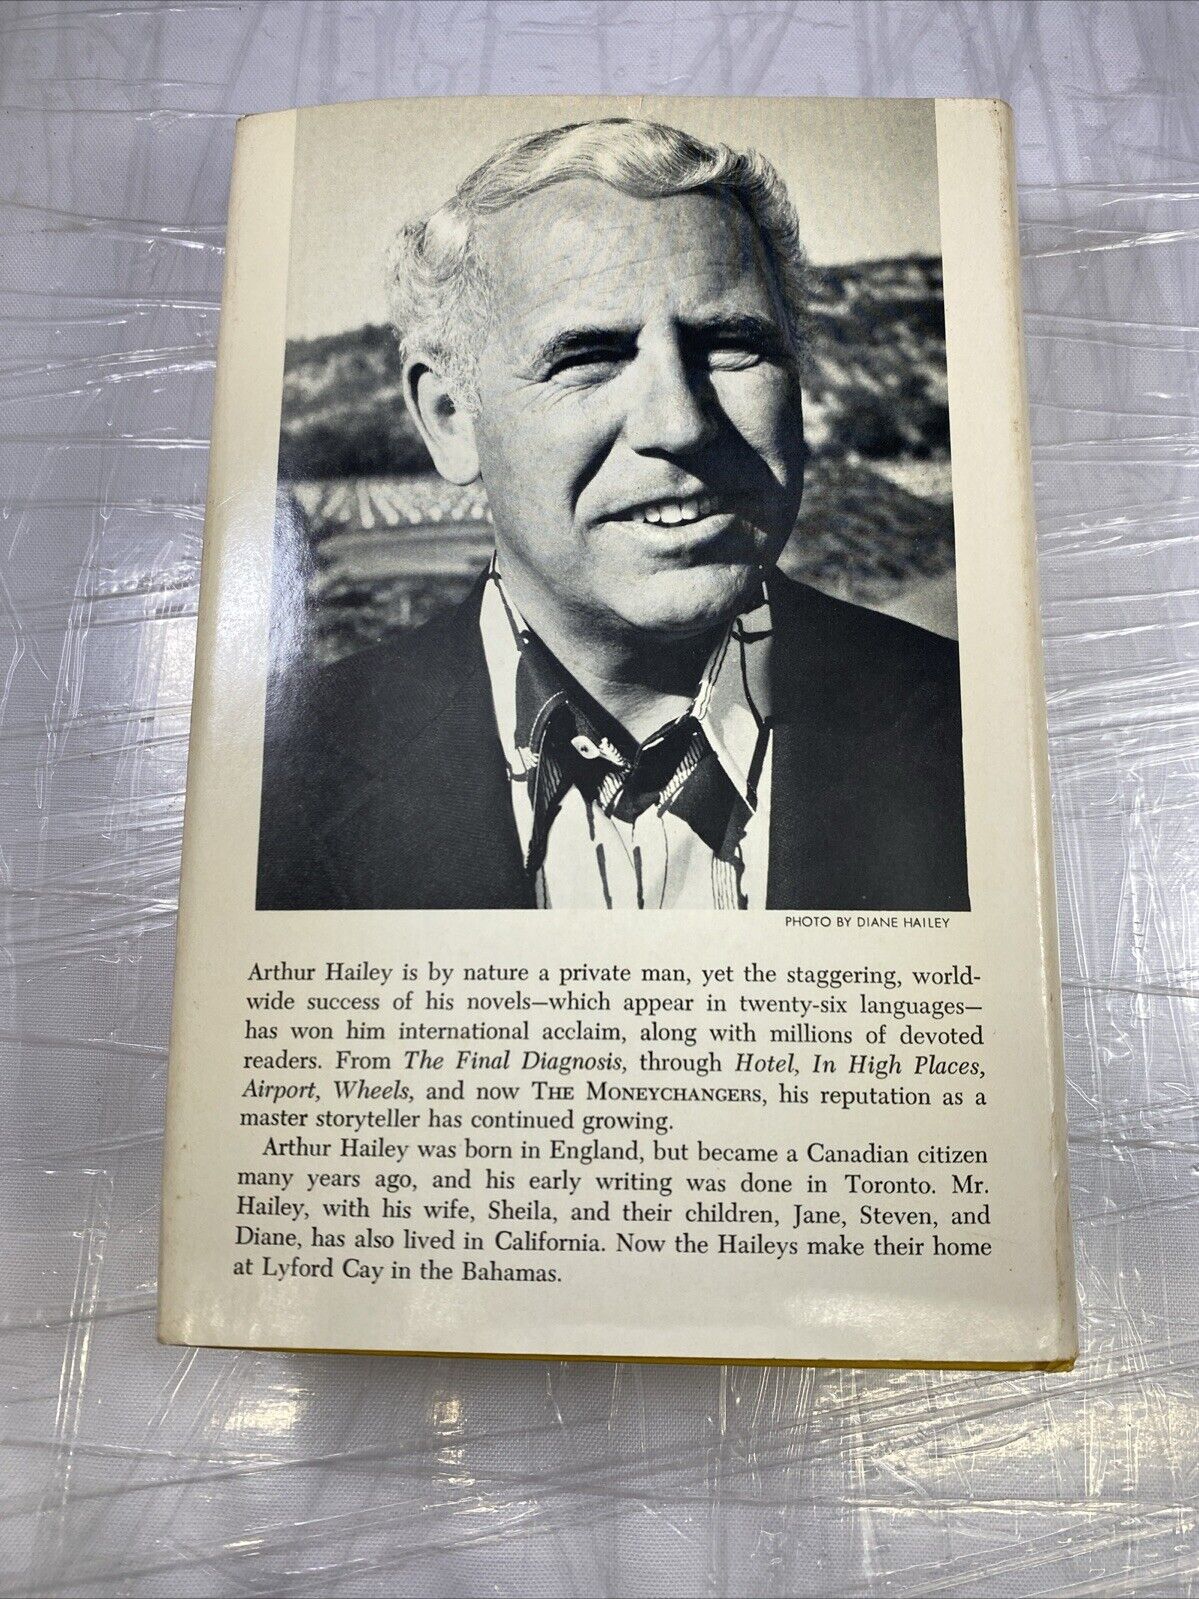 PHOTO BY DIANE HAILEY
Arthur Hailey is by nature a private man, yet the staggering, world-
wide success of his novels—which appear in twenty-six languages—
has won him international acclaim, along with millions of devoted
readers. From The Final Diagnosis, through Hotel, In High Places,
Airport, Wheels, and now THE MONEYCHANGERS, his reputation as a
master storyteller has continued growing.
Arthur Hailey was born in England, but became a Canadian citizen
many years ago, and his early writing was done in Toronto. Mr.
Hailey, with his wife, Sheila, and their children, Jane, Steven, and
Diane, has also lived in California. Now the Haileys make their home
at Lyford Cay in the Bahamas.